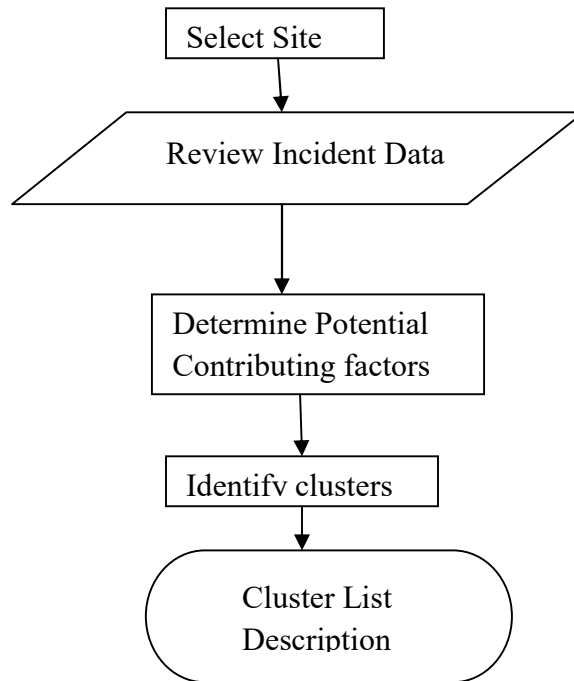 Select Site
Review Incident Data
Determine Potential
Contributing factors
Identify clusters
Cluster List
Description